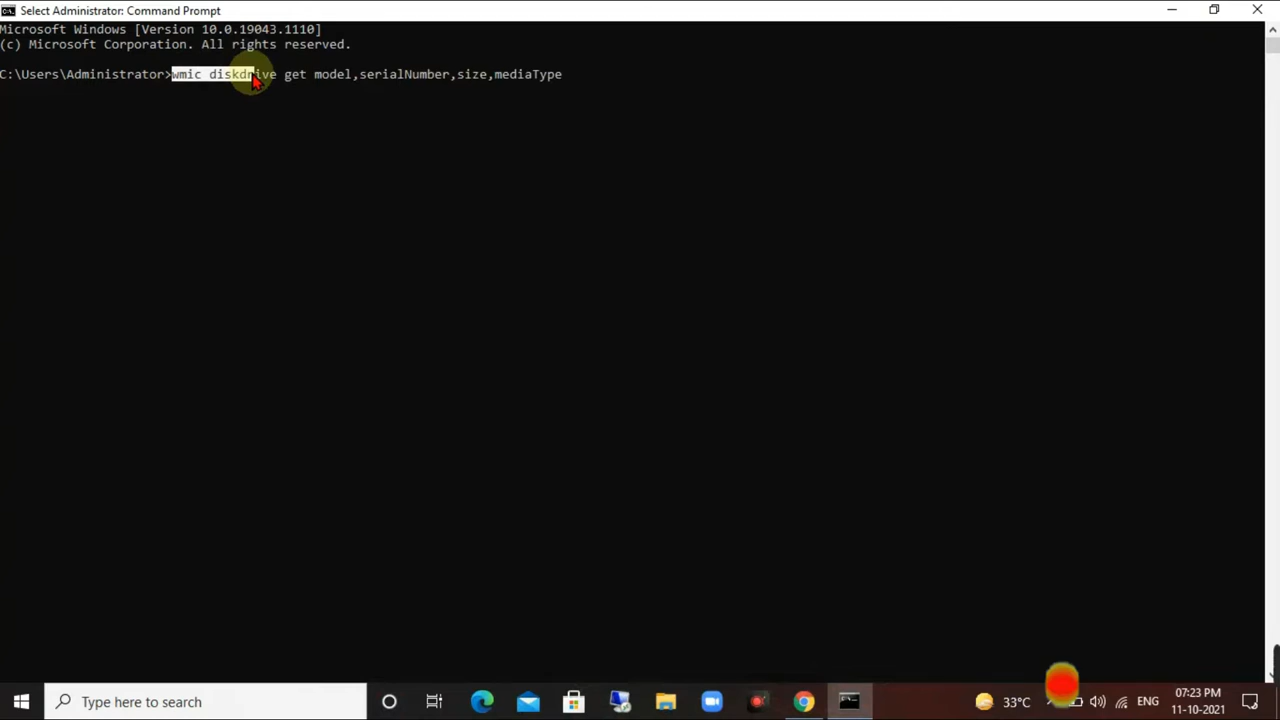 Select Administrator: Command Prompt
Microsoft Windows [Version 10.0.19043.1110]
(c) Microsoft Corporation. All rights reserved.
C:\Users\Administrator>wmic diskdrive get model,serialNumber,size,mediaType
Type here to search
33°C
ENG
07:23 PM
11-10-2021